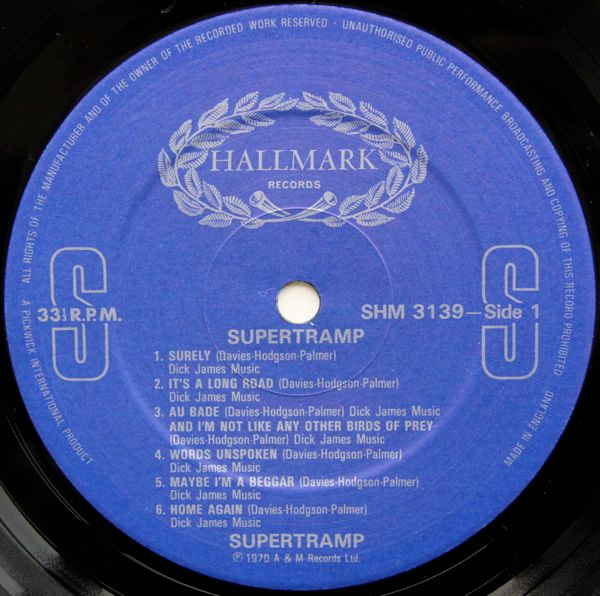 ALL RIGHTS OF THE MANUFACTURER AND OF THE OWNER OF THE RECORDED WORK RESERVED · UNAUTHORISED PUBLIC PERFORMANCE BROADCASTING AND COPYING OF THIS RECORD PROHIBITED
HALLMARK
RECORDS
S S
33⅓ R.P.M.
SHM 3139—Side 1
SUPERTRAMP
1. SURELY (Davies-Hodgson-Palmer)
Dick James Music
2. IT'S A LONG ROAD (Davies-Hodgson-Palmer)
Dick James Music
3. AU BADE (Davies-Hodgson-Palmer) Dick James Music
AND I'M NOT LIKE ANY OTHER BIRDS OF PREY
(Davies-Hodgson-Palmer) Dick James Music
4. WORDS UNSPOKEN (Davies-Hodgson-Palmer)
Dick James Music
5. MAYBE I'M A BEGGAR (Davies-Hodgson-Palmer)
Dick James Music
6. HOME AGAIN (Davies-Hodgson-Palmer)
Dick James Music
SUPERTRAMP
℗ 1970 A & M Records Ltd.
A PICKWICK INTERNATIONAL PRODUCT
MADE IN ENGLAND